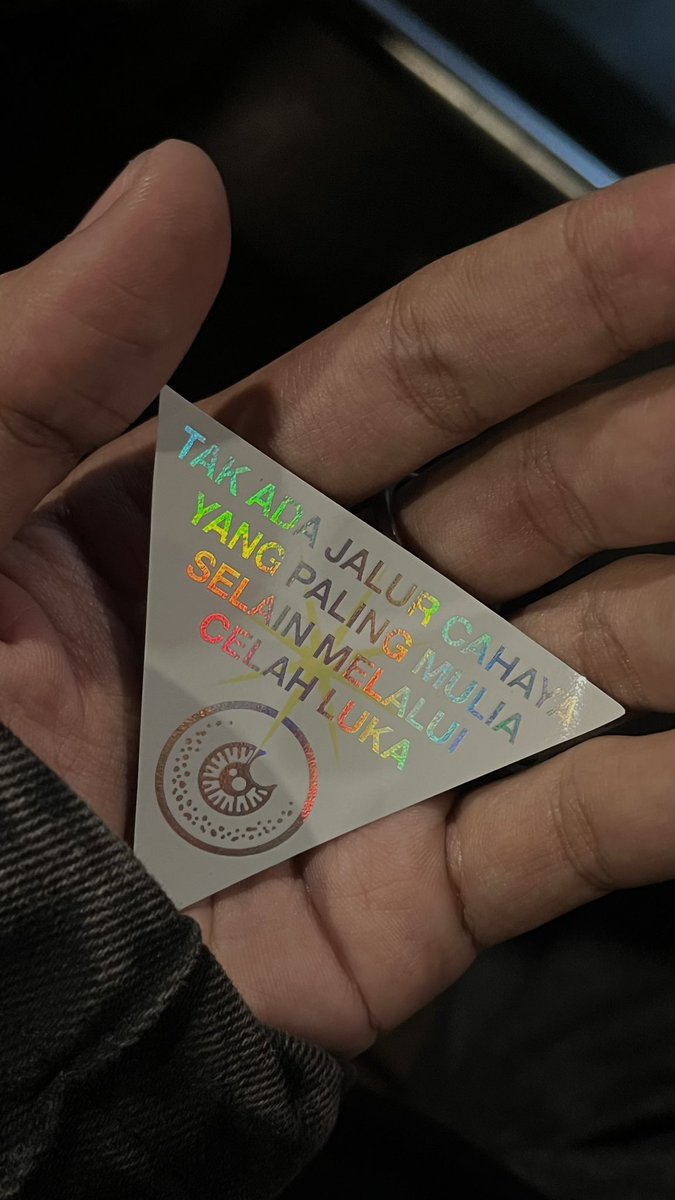 TAK ADA JALUR CAHAYA
YANG PALING MULIA
SELAIN MELALUI
CELAH LUKA